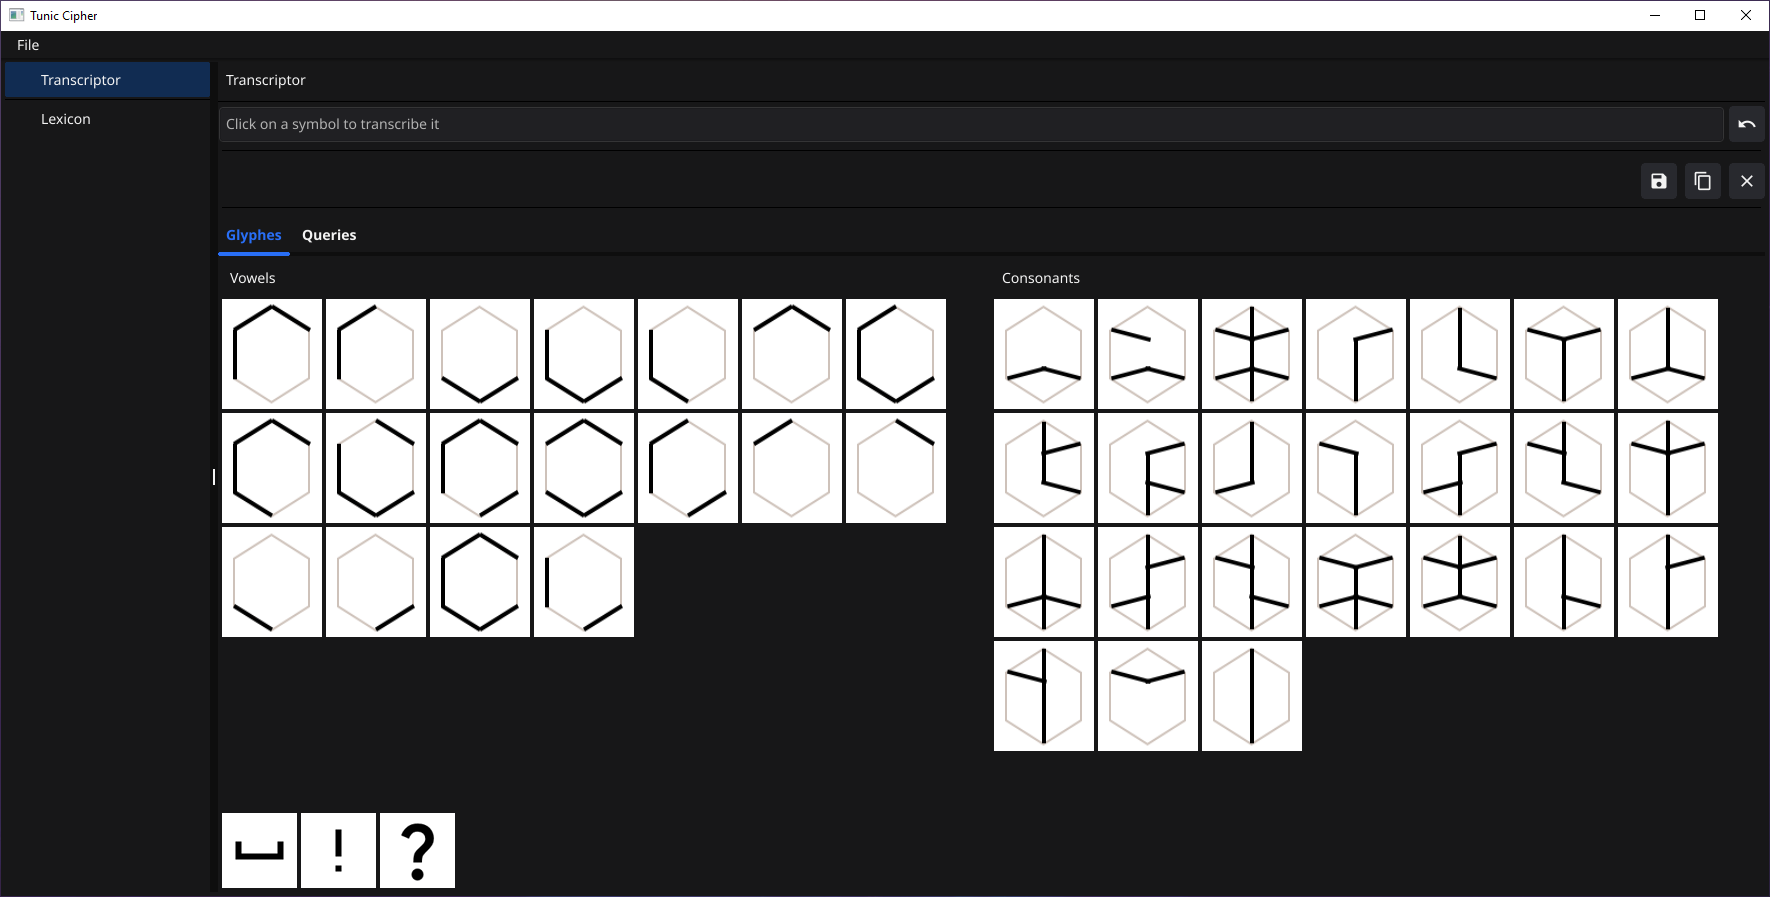 Tunic Cipher
File
Transcriptor
Lexicon
Transcriptor
Click on a symbol to transcribe it
Glyphes Queries
Vowels
Consonants
! ?